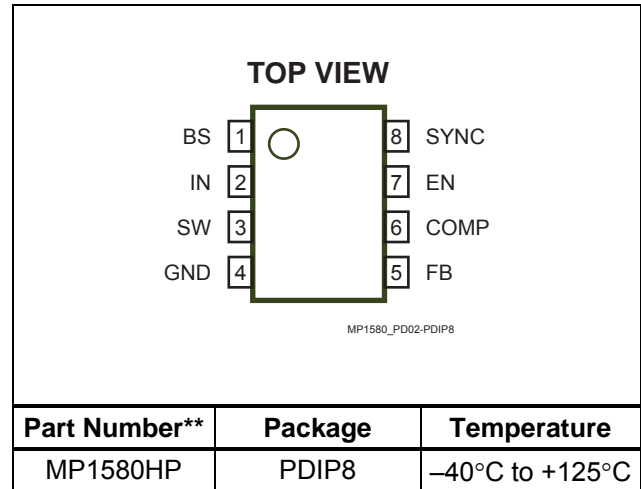 TOP VIEW
BS 1 8 SYNC
IN 2 7 EN
SW 3 6 COMP
GND 4 5 FB
MP1580_PD02-PDIP8
Part Number** Package Temperature
MP1580HP PDIP8 –40°C to +125°C